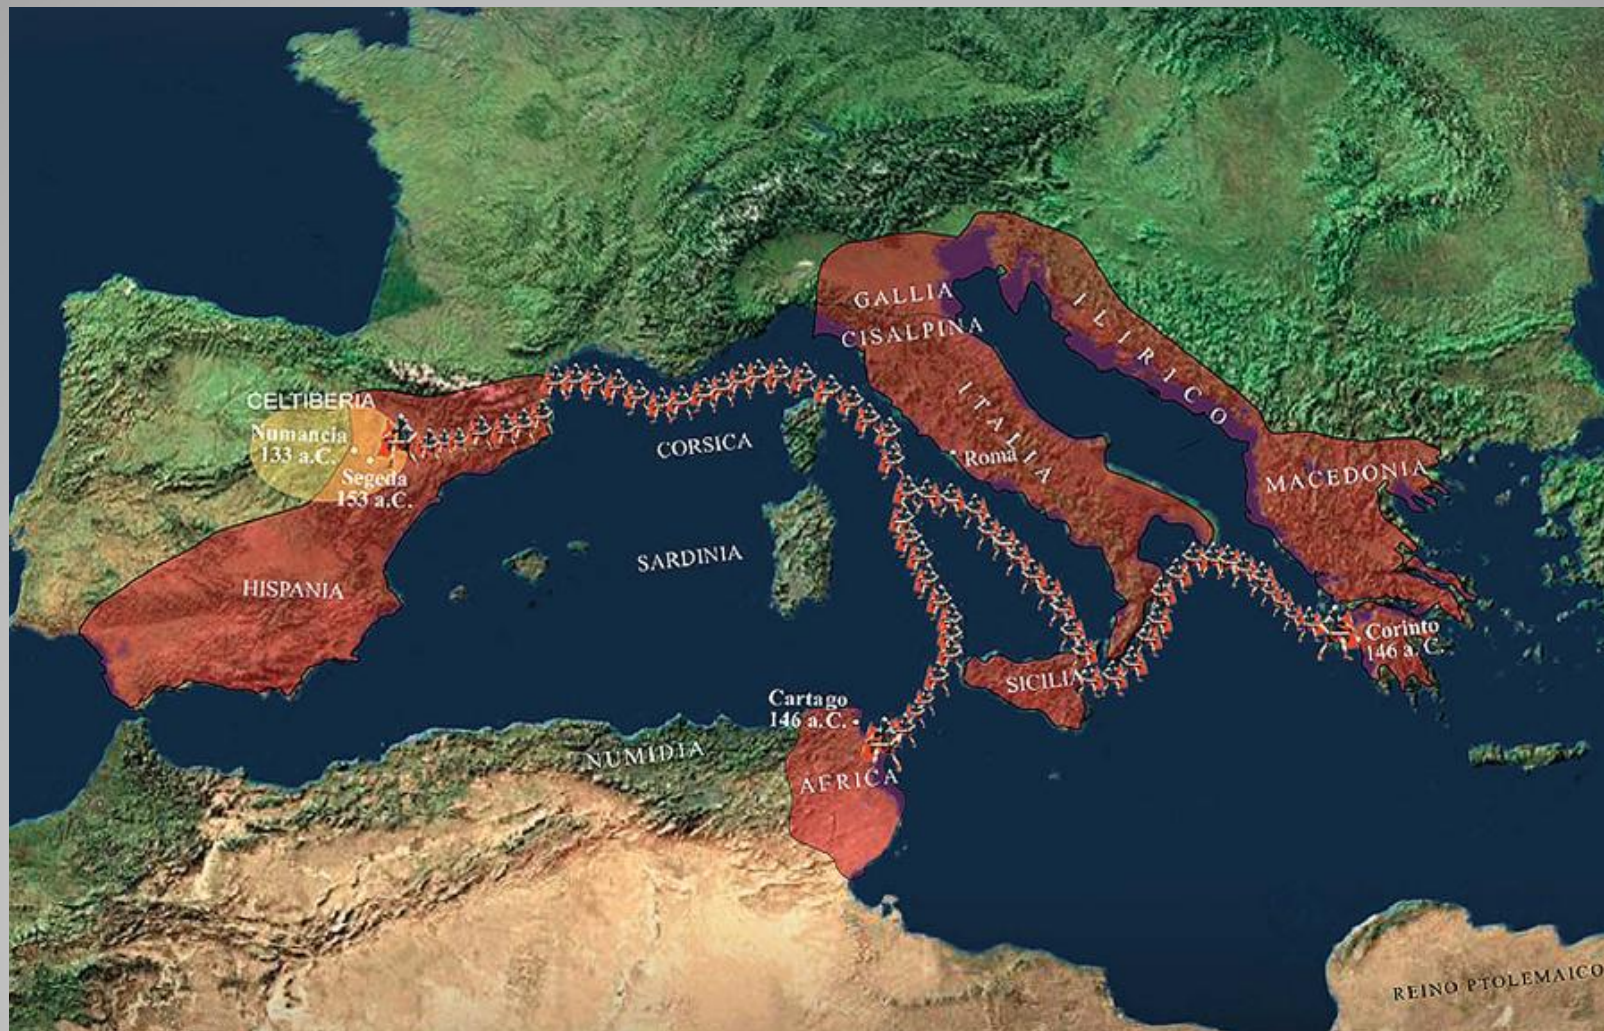 GALLIA
CISALPINA
ILIRICO
ITALIA
Roma
MACEDONIA
CELTIBERIA
Numancia
133 a.C.
Segeda
153 a.C.
CORSICA
SARDINIA
HISPANIA
Corinto
146 a. C.
SICILIA
Cartago
146 a.C.
NUMIDIA
AFRICA
REINO PTOLEMAICO